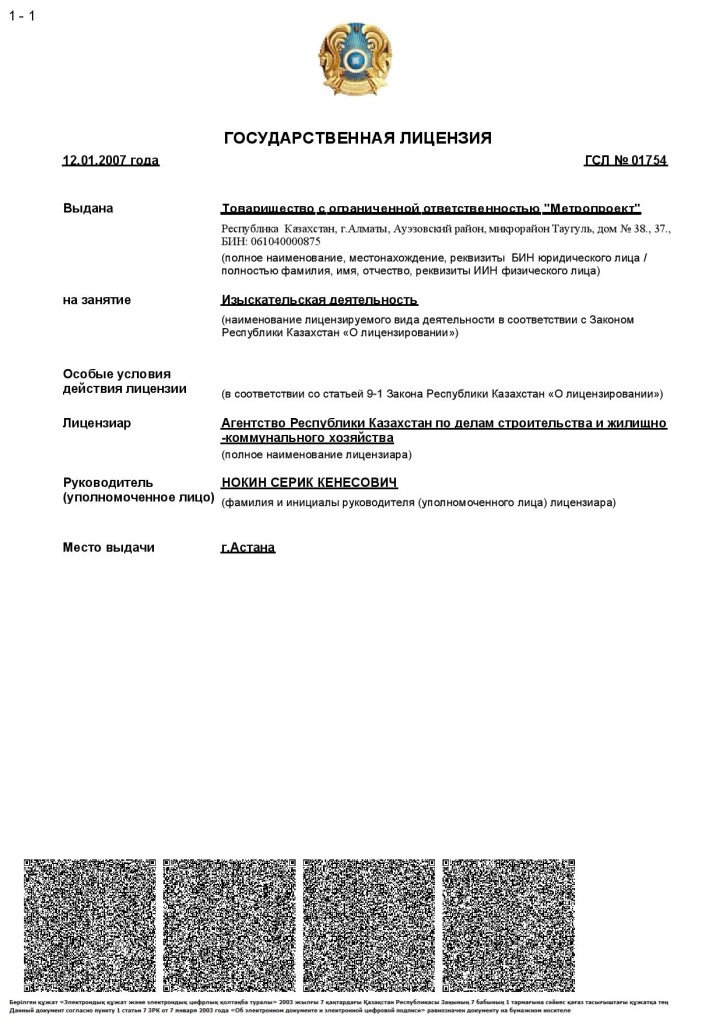 1 - 1
ГОСУДАРСТВЕННАЯ ЛИЦЕНЗИЯ
12.01.2007 года ГСЛ № 01754
Выдана Товарищество с ограниченной ответственностью "Метропроект"
Республика Казахстан, г.Алматы, Ауэзовский район, микрорайон Таугуль, дом № 38., 37.,
БИН: 061040000875
(полное наименование, местонахождение, реквизиты БИН юридического лица /
полностью фамилия, имя, отчество, реквизиты ИИН физического лица)
на занятие Изыскательская деятельность
(наименование лицензируемого вида деятельности в соответствии с Законом
Республики Казахстан «О лицензировании»)
Особые условия
действия лицензии (в соответствии со статьей 9-1 Закона Республики Казахстан «О лицензировании»)
Лицензиар Агентство Республики Казахстан по делам строительства и жилищно
-коммунального хозяйства
(полное наименование лицензиара)
Руководитель НОКИН СЕРИК КЕНЕСОВИЧ
(уполномоченное лицо) (фамилия и инициалы руководителя (уполномоченного лица) лицензиара)
Место выдачи г.Астана
Берілген құжат «Электрондық құжат және электрондық цифрлық қолтаңба туралы» 2003 жылғы 7 қаңтардағы Қазақстан Республикасы Заңының 7 бабының 1 тармағына сәйкес қағаз тасығыштағы құжатқа тең
Данный документ согласно пункту 1 статьи 7 ЗРК от 7 января 2003 года «Об электронном документе и электронной цифровой подписи» равнозначен документу на бумажном носителе